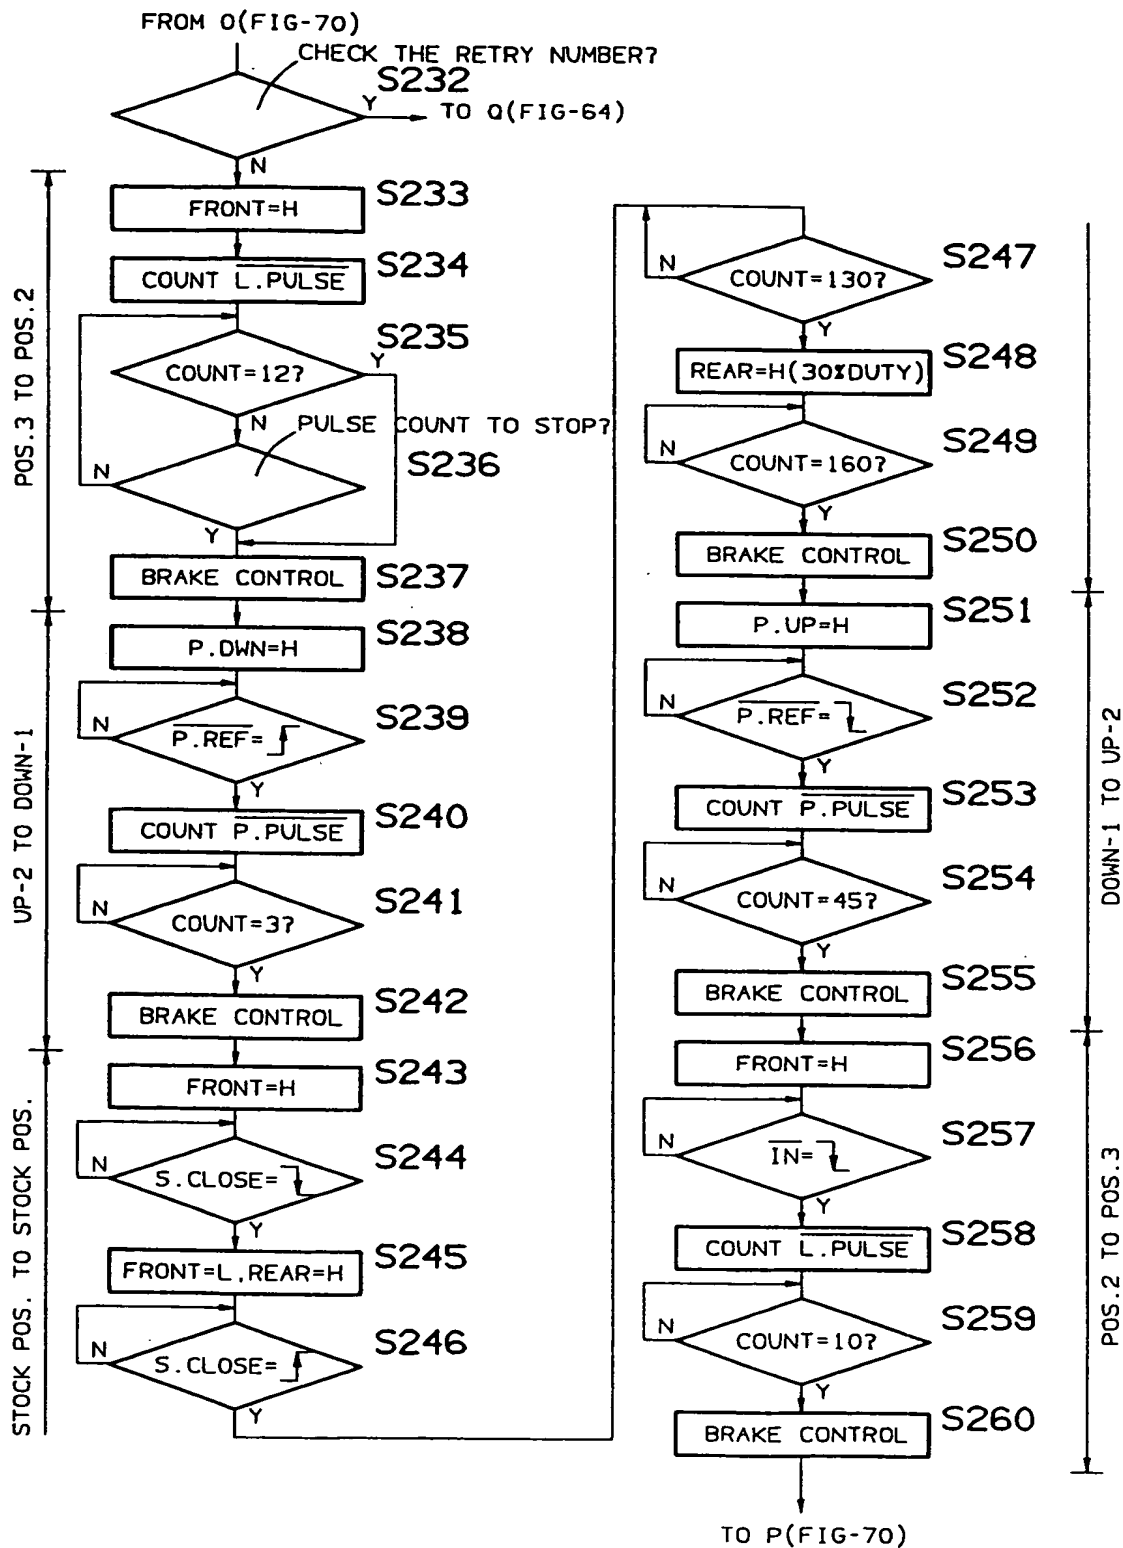 FROM O(FIG-70)
CHECK THE RETRY NUMBER?
S232
Y
TO Q(FIG-64)
N
S233
FRONT=H
S234
COUNT L.PULSE
S235
COUNT=12?
Y
N
PULSE COUNT TO STOP?
S236
N
Y
BRAKE CONTROL
S237
POS.3 TO POS.2
P.DWN=H
S238
S239
P.REF=
N
Y
COUNT P.PULSE
S240
S241
COUNT=3?
N
Y
BRAKE CONTROL
S242
UP-2 TO DOWN-1
FRONT=H
S243
S244
S.CLOSE=
N
Y
FRONT=L,REAR=H
S245
S246
S.CLOSE=
N
Y
STOCK POS. TO STOCK POS.
S247
COUNT=130?
N
Y
REAR=H(30%DUTY)
S248
S249
COUNT=160?
N
Y
BRAKE CONTROL
S250
P.UP=H
S251
S252
P.REF=
N
Y
COUNT P.PULSE
S253
S254
COUNT=45?
N
Y
BRAKE CONTROL
S255
DOWN-1 TO UP-2
FRONT=H
S256
S257
IN=
N
Y
COUNT L.PULSE
S258
S259
COUNT=10?
N
Y
BRAKE CONTROL
S260
POS.2 TO POS.3
TO P(FIG-70)